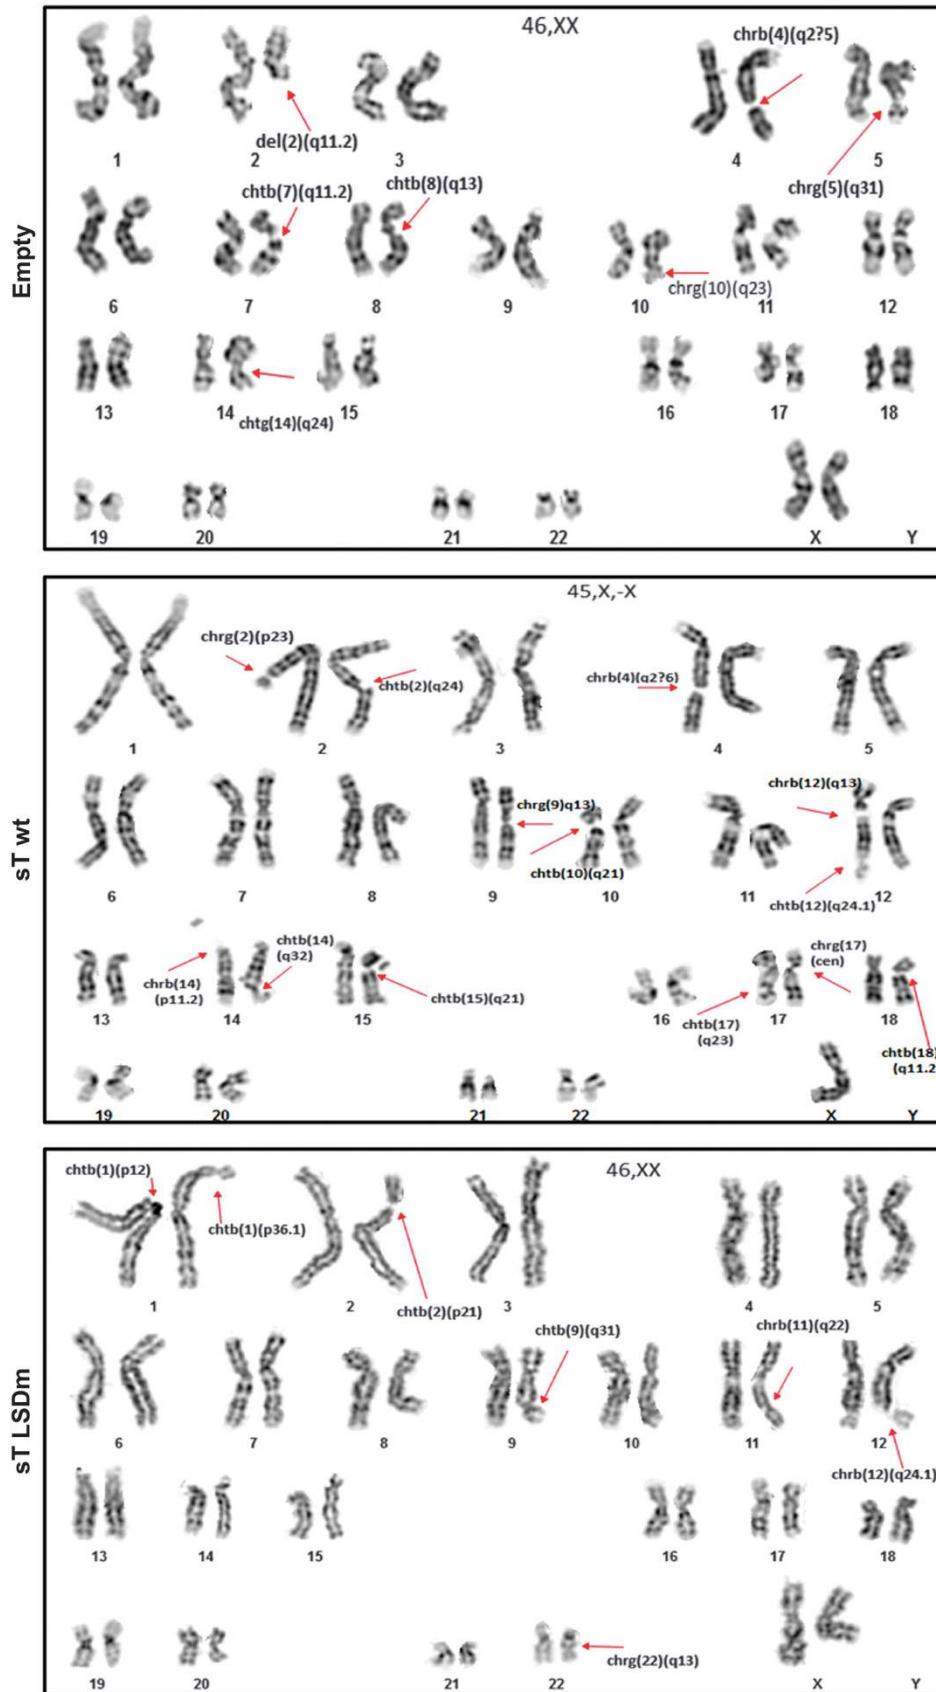 Empty
46,XX
chrb(4)(q2?5)
del(2)(q11.2)
1 2 3 4 5
chrg(5)(q31)
chtb(7)(q11.2)
chtb(8)(q13)
chrg(10)(q23)
6 7 8 9 10 11 12
13 14 15 16 17 18
chtg(14)(q24)
19 20 21 22 X Y
sT wt
45,X,-X
chrg(2)(p23)
chtb(2)(q24)
chrb(4)(q2?6)
1 2 3 4 5
chrb(12)(q13)
chrg(9)q13)
chtb(10)(q21)
6 7 8 9 10 11 12
chtb(12)(q24.1)
chtb(14)
(q32)
chrg(17)
(cen)
chrb(14)
(p11.2)
chtb(15)(q21)
13 14 15 16 17 18
chtb(17)
(q23)
chtb(18)
(q11.2
19 20 21 22 X Y
sT LSDm
46,XX
chtb(1)(p12)
chtb(1)(p36.1)
chtb(2)(p21)
1 2 3 4 5
chtb(9)(q31)
chrb(11)(q22)
6 7 8 9 10 11 12
chrb(12)(q24.1)
13 14 15 16 17 18
chrg(22)(q13)
19 20 21 22 X Y